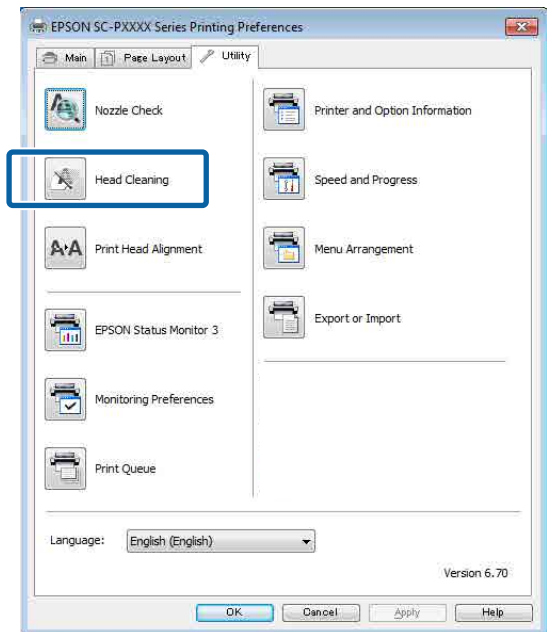 EPSON SC-PXXXX Series Printing Preferences
Main
Page Layout
Utility
Nozzle Check
Printer and Option Information
Head Cleaning
Speed and Progress
Print Head Alignment
Menu Arrangement
EPSON Status Monitor 3
Export or Import
Monitoring Preferences
Print Queue
Language:
English (English)
Version 6.70
OK
Cancel
Apply
Help